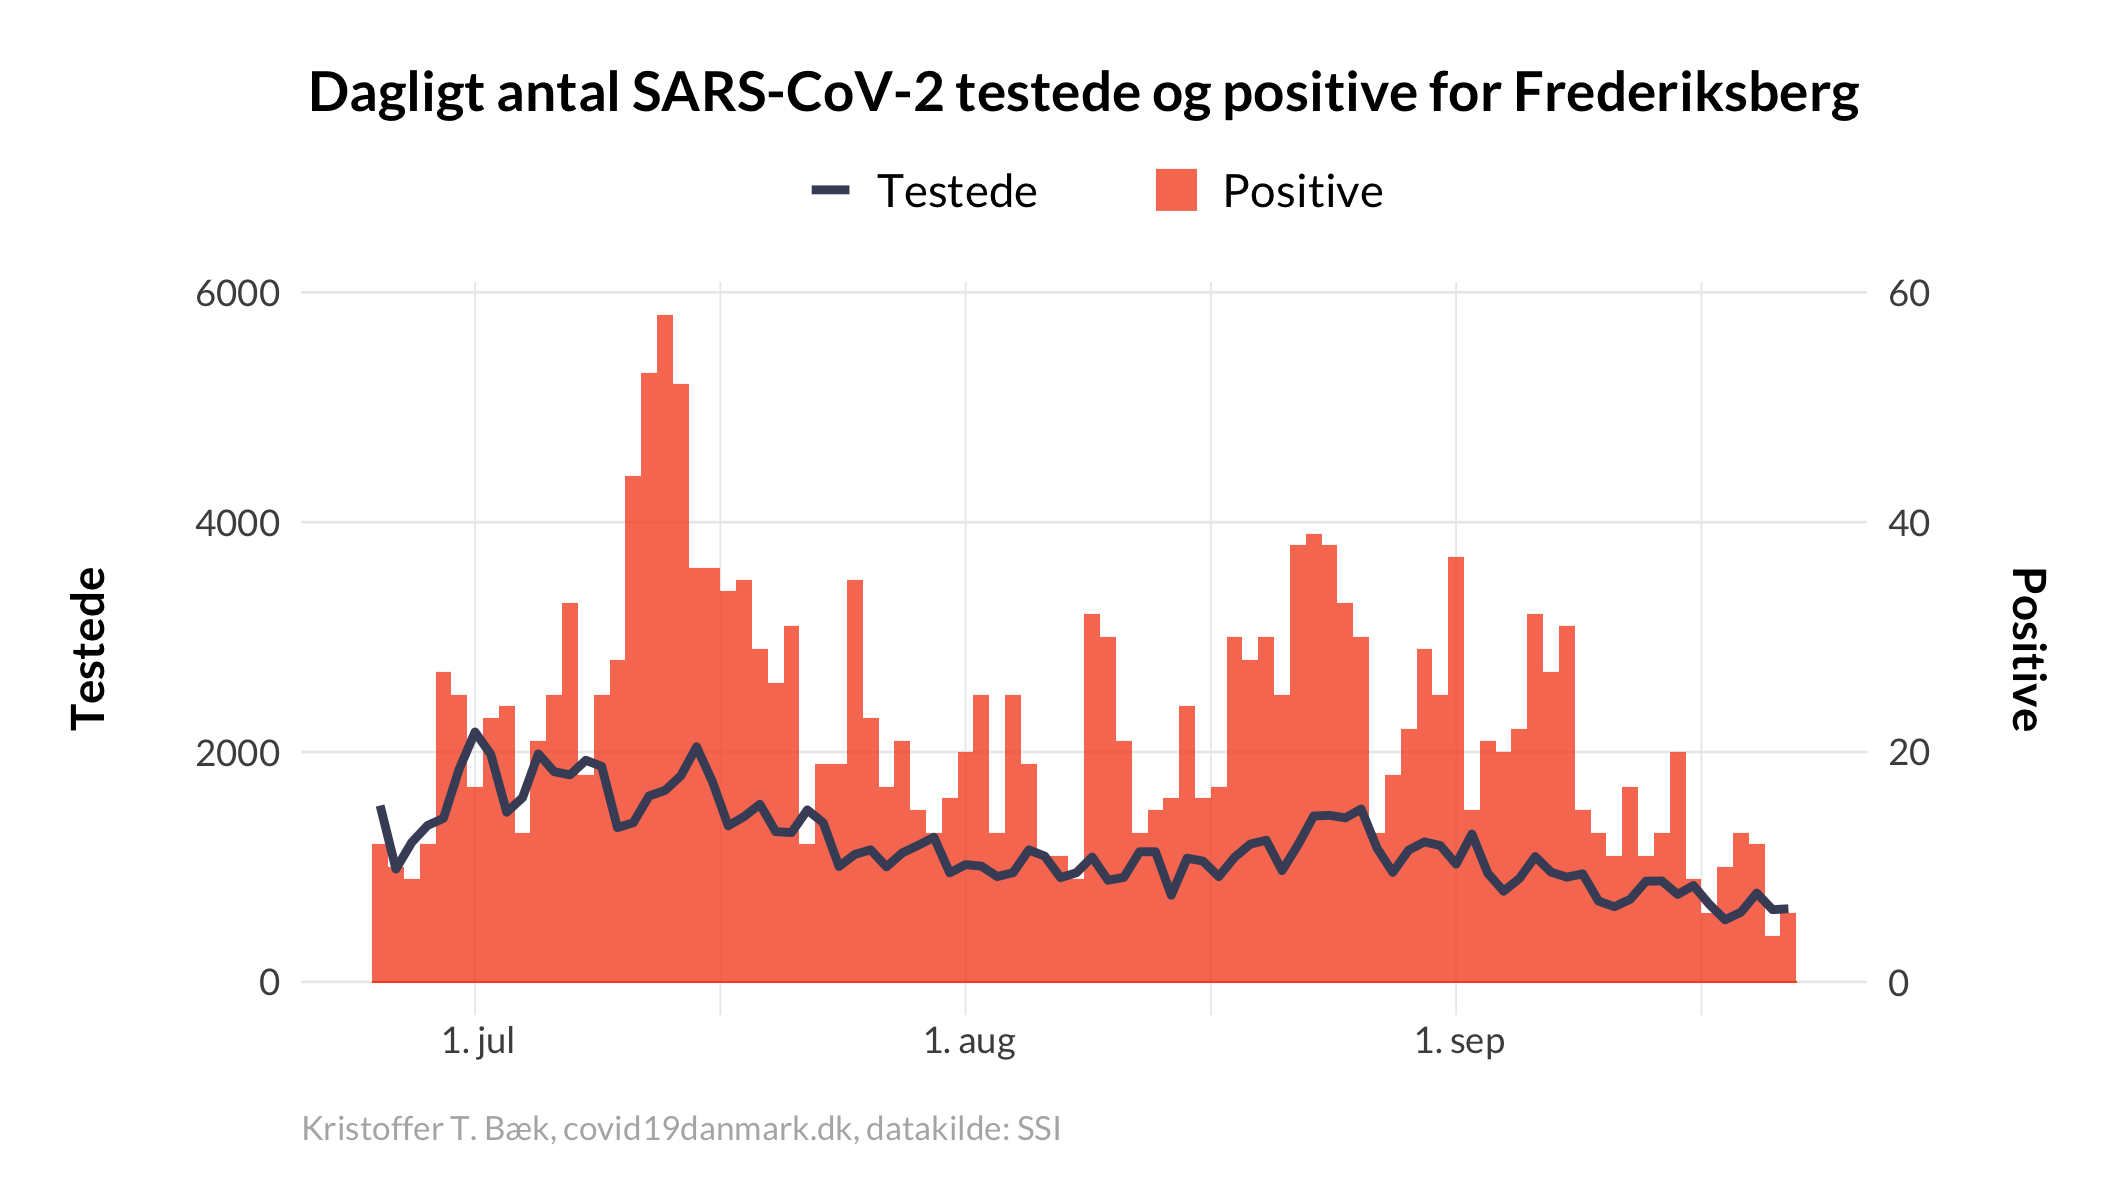 Dagligt antal SARS-CoV-2 testede og positive for Frederiksberg
Testede
Positive
6000
4000
2000
0
60
40
20
0
Testede
Positive
1. jul
1. aug
1. sep
Kristoffer T. Bæk, covid19danmark.dk, datakilde: SSI